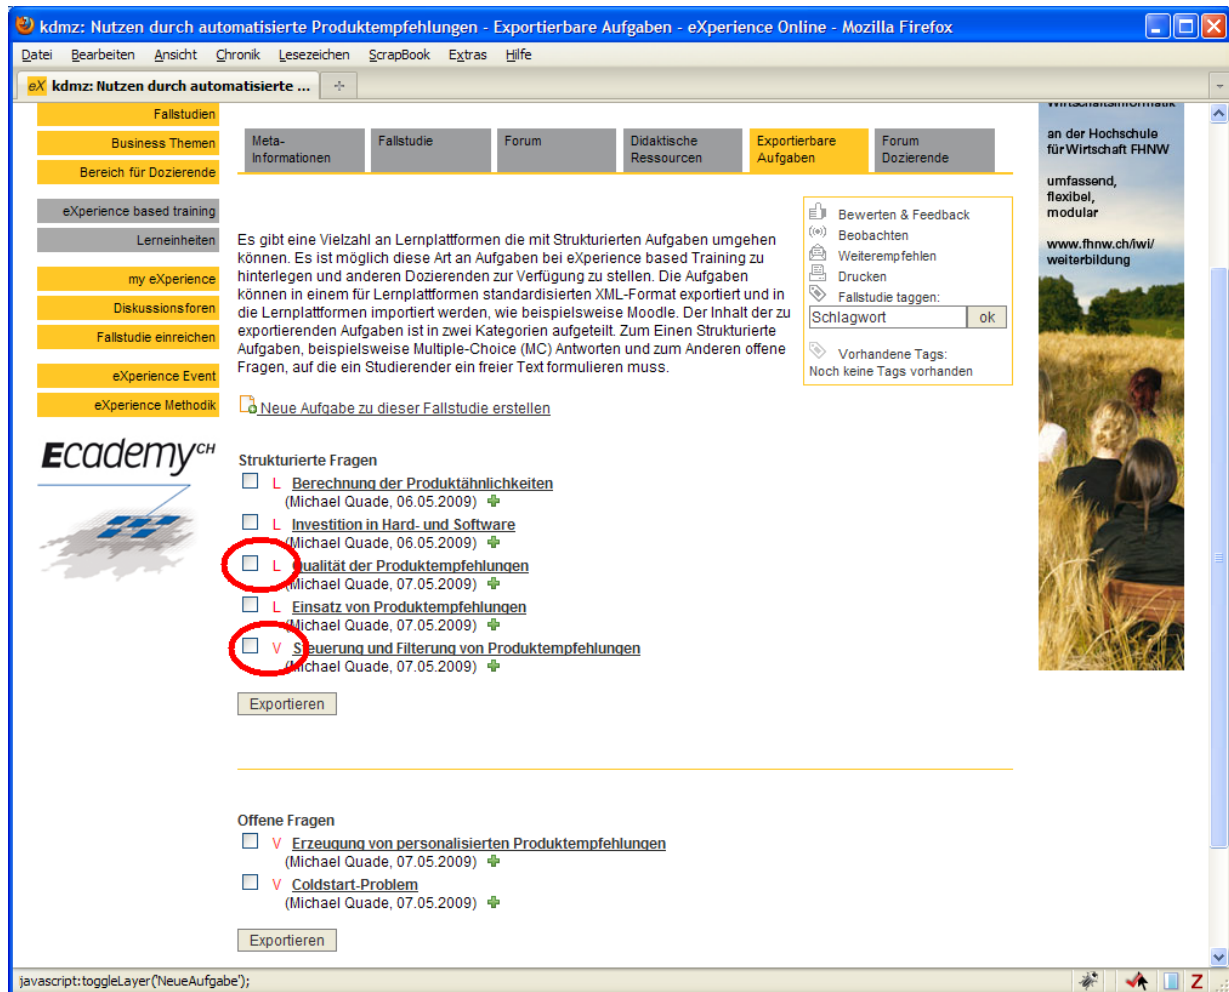 kdmz: Nutzen durch automatisierte Produktempfehlungen - Exportierbare Aufgaben - eXperience Online - Mozilla Firefox
Datei Bearbeiten Ansicht Chronik Lesezeichen ScrapBook Extras Hilfe
eX kdmz: Nutzen durch automatisierte ...
Fallstudien
Business Themen
Bereich für Dozierende
eXperience based training
Lerneinheiten
my eXperience
Diskussionsforen
Fallstudie einreichen
eXperience Event
eXperience Methodik
Ecademy CH
Meta-Informationen
Fallstudie
Forum
Didaktische Ressourcen
Exportierbare Aufgaben
Forum Dozierende
Es gibt eine Vielzahl an Lernplattformen die mit Strukturierten Aufgaben umgehen
können. Es ist möglich diese Art an Aufgaben bei eXperience based Training zu
hinterlegen und anderen Dozierenden zur Verfügung zu stellen. Die Aufgaben
können in einem für Lernplattformen standardisierten XML-Format exportiert und in
die Lernplattformen importiert werden, wie beispielsweise Moodle. Der Inhalt der zu
exportierenden Aufgaben ist in zwei Kategorien aufgeteilt. Zum Einen Strukturierte
Aufgaben, beispielsweise Multiple-Choice (MC) Antworten und zum Anderen offene
Fragen, auf die ein Studierender ein freier Text formulieren muss.
Neue Aufgabe zu dieser Fallstudie erstellen
Bewerten & Feedback
Beobachten
Weiterempfehlen
Drucken
Fallstudie taggen:
Schlagwort ok
Vorhandene Tags:
Noch keine Tags vorhanden
Wirtschaftsinformatik
an der Hochschule
für Wirtschaft FHNW
umfassend,
flexibel,
modular
www.fhnw.ch/iwi/
weiterbildung
Strukturierte Fragen
L Berechnung der Produktähnlichkeiten
(Michael Quade, 06.05.2009)
L Investition in Hard- und Software
(Michael Quade, 06.05.2009)
L Qualität der Produktempfehlungen
(Michael Quade, 07.05.2009)
L Einsatz von Produktempfehlungen
(Michael Quade, 07.05.2009)
V Steuerung und Filterung von Produktempfehlungen
(Michael Quade, 07.05.2009)
Exportieren
Offene Fragen
V Erzeugung von personalisierten Produktempfehlungen
(Michael Quade, 07.05.2009)
V Coldstart-Problem
(Michael Quade, 07.05.2009)
Exportieren
javascript:toggleLayer('NeueAufgabe'); Z